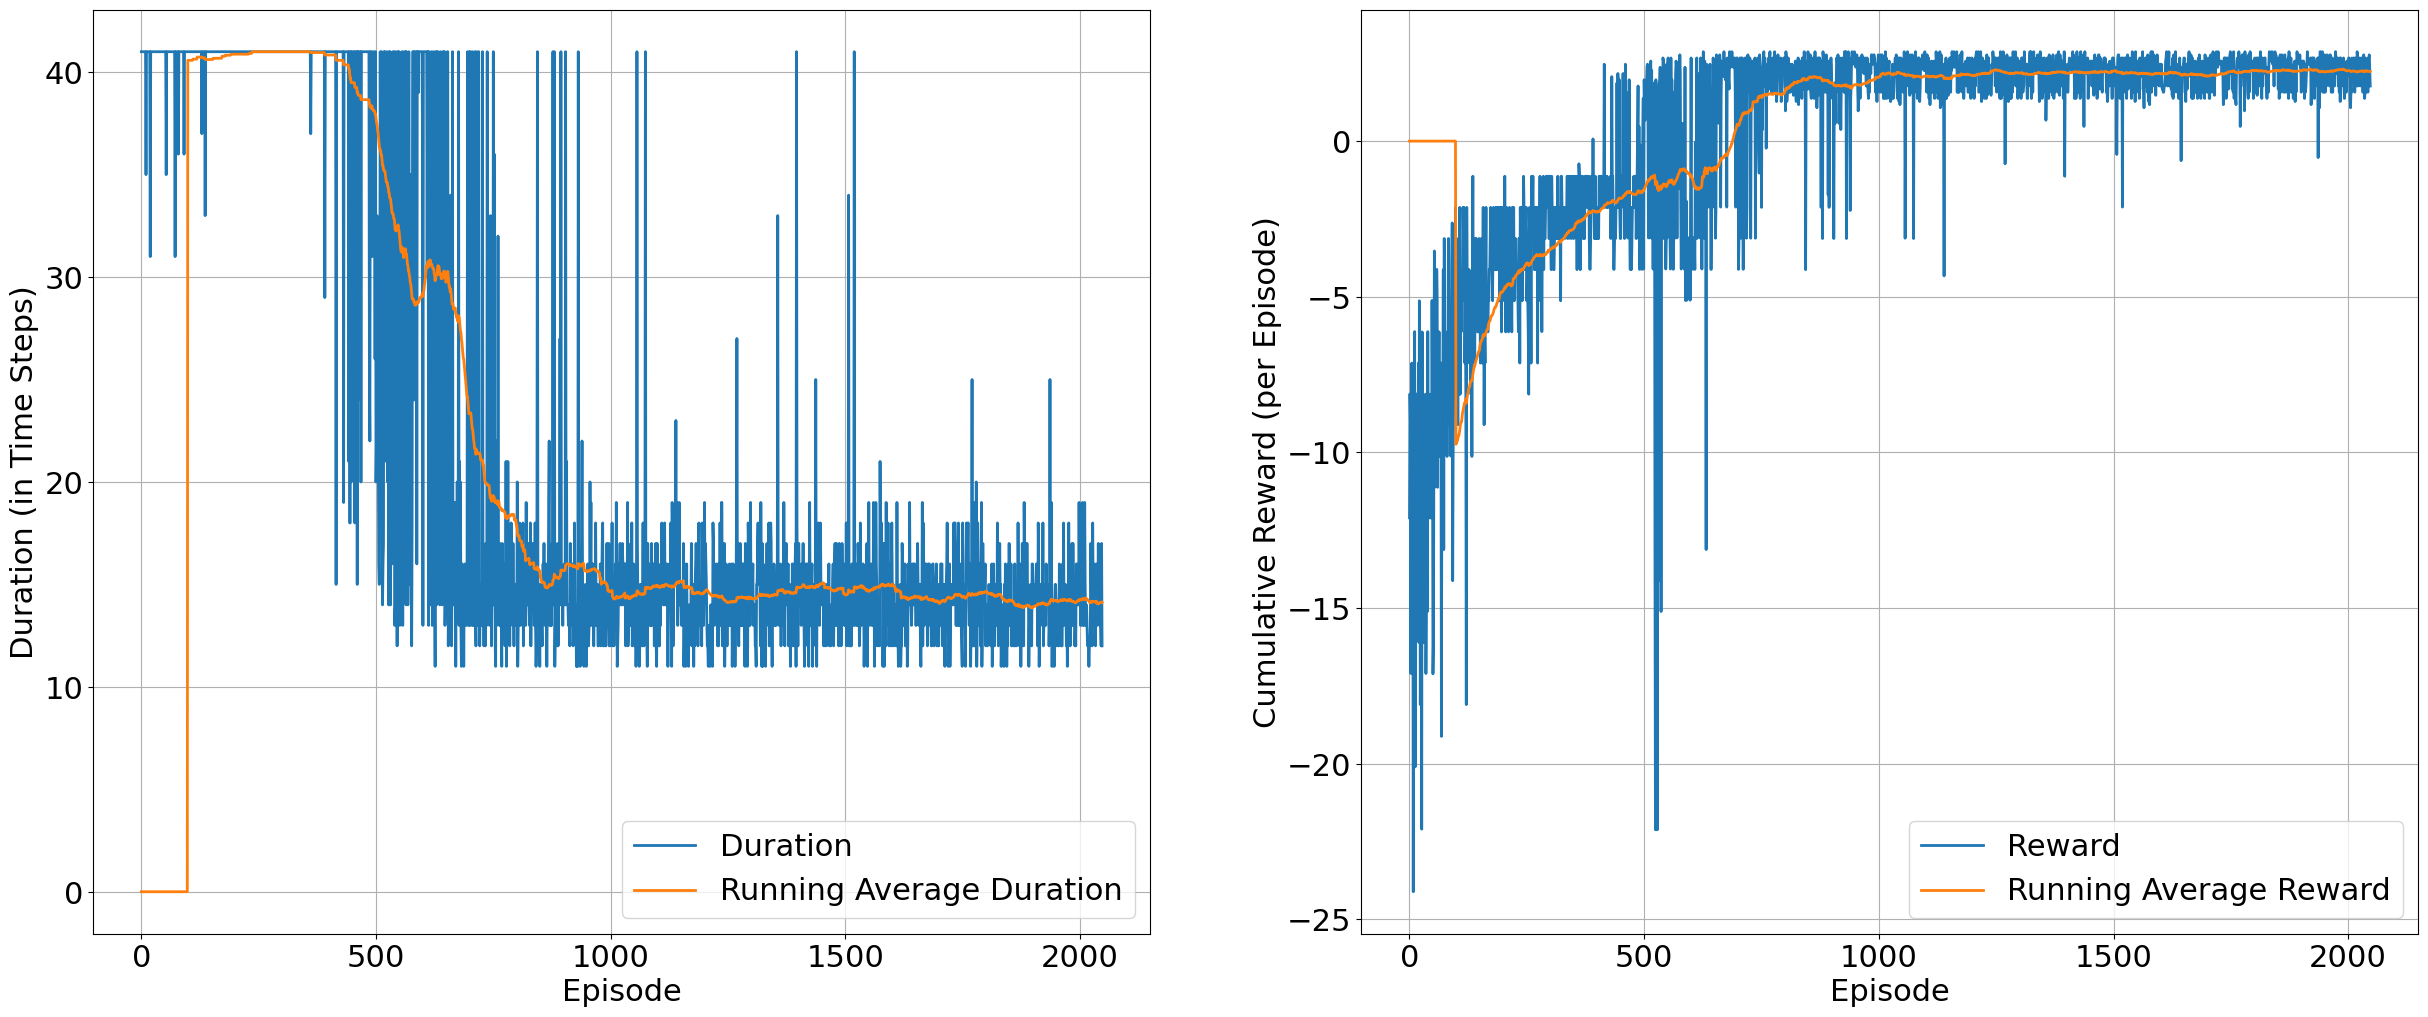 40
30
20
10
0
Duration (in Time Steps)
0
500
1000
1500
2000
Episode
Duration
Running Average Duration
0
−5
−10
−15
−20
−25
Cumulative Reward (per Episode)
0
500
1000
1500
2000
Episode
Reward
Running Average Reward